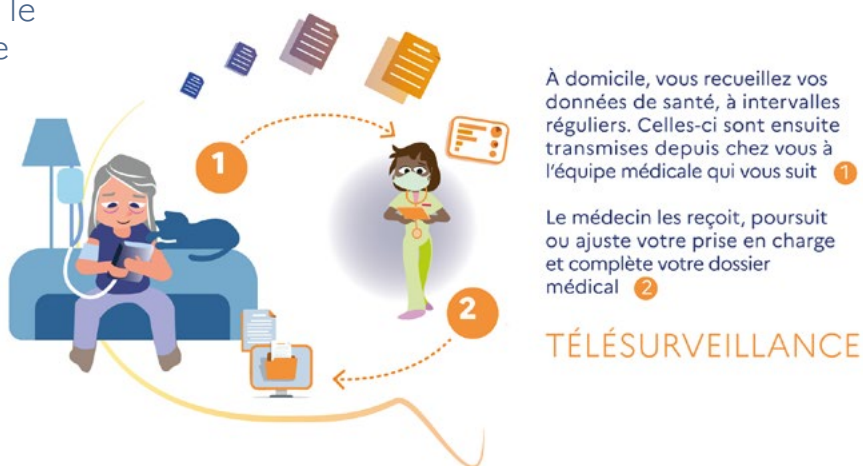 le
e
1
2
À domicile, vous recueillez vos
données de santé, à intervalles
réguliers. Celles-ci sont ensuite
transmises depuis chez vous à
l'équipe médicale qui vous suit 1
Le médecin les reçoit, poursuit
ou ajuste votre prise en charge
et complète votre dossier
médical 2
TÉLÉSURVEILLANCE